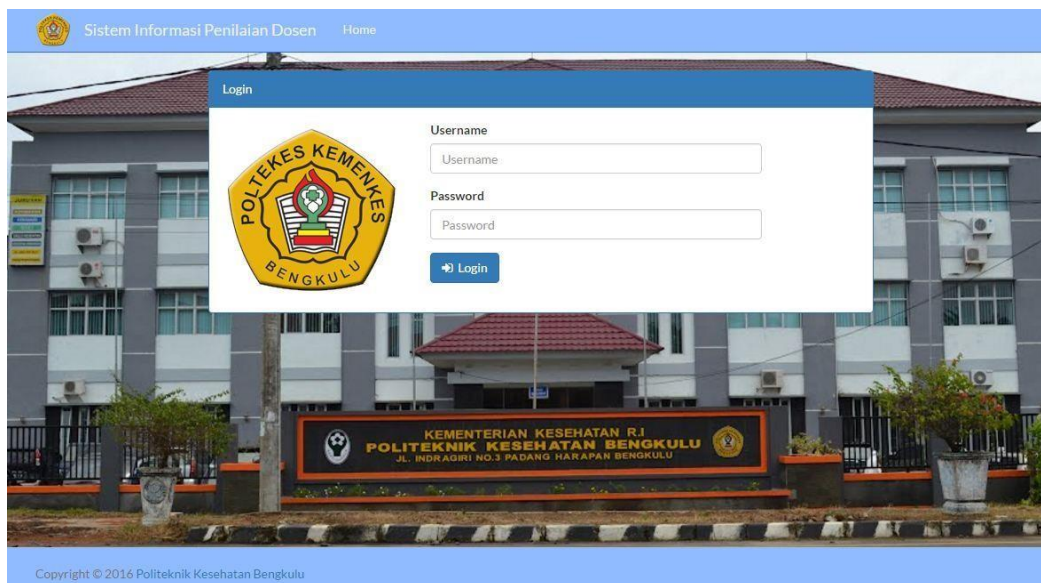 Sistem Informasi Penilaian Dosen Home
Login
POLTEKES KEMENKES
BENGKULU
Username
Username
Password
Password
Login
KEMENTERIAN KESEHATAN R.I
POLITEKNIK KESEHATAN BENGKULU
JL. INDRAGIRI NO.3 PADANG HARAPAN BENGKULU
Copyright © 2016 Politeknik Kesehatan Bengkulu